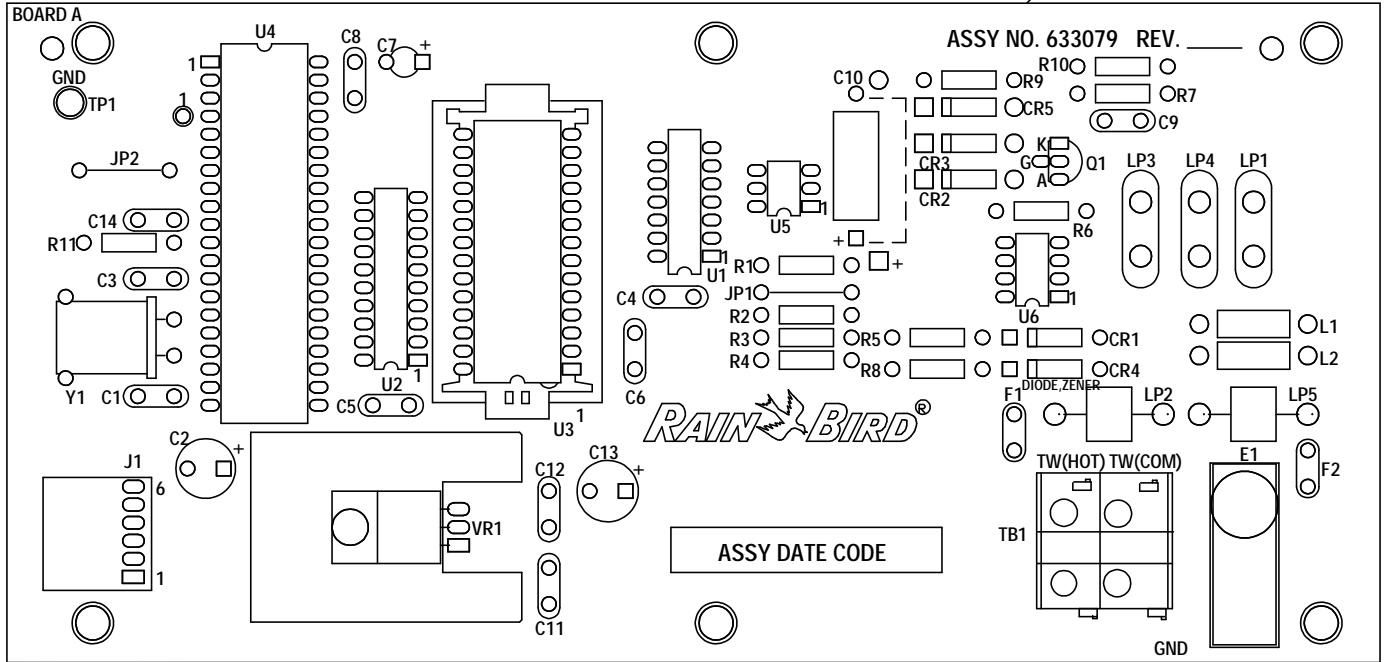 BOARD A
U4
C8
C7
+
ASSY NO. 633079 REV. ____
1
GND
TP1
1
C10
R9
R10
CR5
R7
C9
K
G
Q1
A
CR3
CR2
LP3
LP4
LP1
JP2
C14
R11
C3
Y1
C1
U5
1
R6
+
+
U1
1
R1
C4
JP1
R2
R3
R4
R5
R8
U6
1
CR1
CR4
DIODE,ZENER
L1
L2
U2
1
C5
C6
U3
1
RAIN BIRD®
F1
LP2
LP5
C2
+
J1
6
1
VR1
C12
C13
+
C11
ASSY DATE CODE
TW(HOT) TW(COM)
TB1
E1
F2
GND